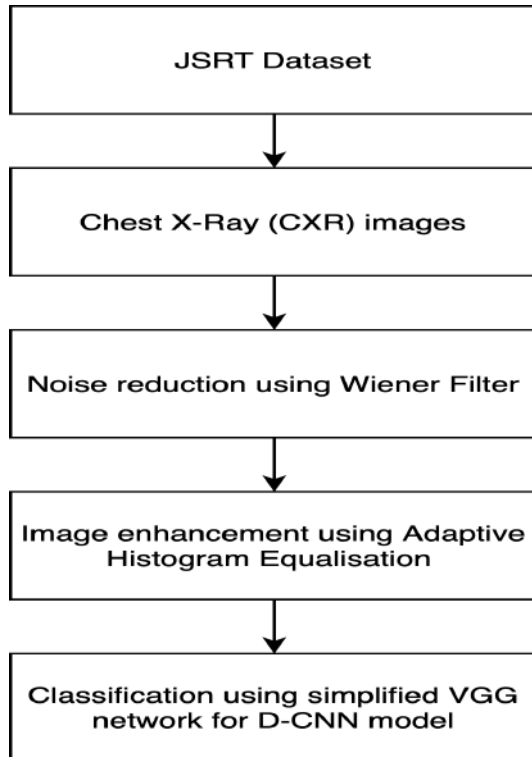 JSRT Dataset
Chest X-Ray (CXR) images
Noise reduction using Wiener Filter
Image enhancement using Adaptive
Histogram Equalisation
Classification using simplified VGG
network for D-CNN model